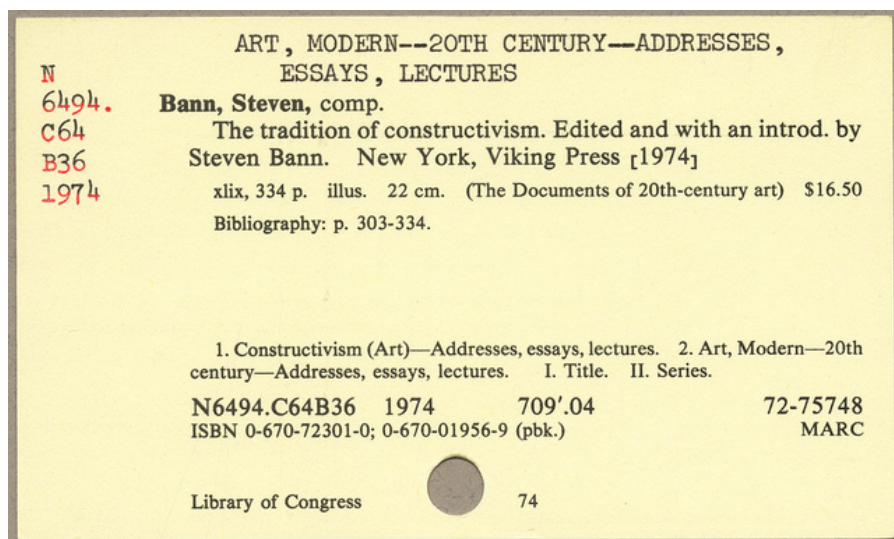 ART, MODERN--20TH CENTURY--ADDRESSES,
ESSAYS, LECTURES
N
6494.
C64
B36
1974
Bann, Steven, comp.
The tradition of constructivism. Edited and with an introd. by
Steven Bann. New York, Viking Press [1974]
xlix, 334 p. illus. 22 cm. (The Documents of 20th-century art) $16.50
Bibliography: p. 303-334.
1. Constructivism (Art)—Addresses, essays, lectures. 2. Art, Modern—20th
century—Addresses, essays, lectures. I. Title. II. Series.
N6494.C64B36 1974 709′.04 72-75748
ISBN 0-670-72301-0; 0-670-01956-9 (pbk.) MARC
Library of Congress 74